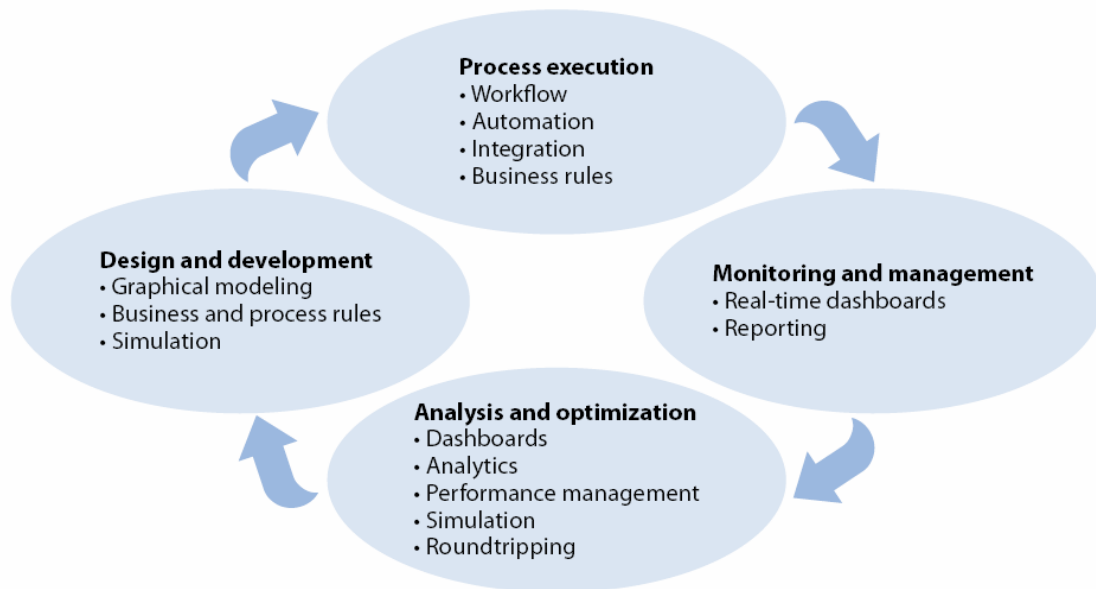 Process execution
• Workflow
• Automation
• Integration
• Business rules
Design and development
• Graphical modeling
• Business and process rules
• Simulation
Monitoring and management
• Real-time dashboards
• Reporting
Analysis and optimization
• Dashboards
• Analytics
• Performance management
• Simulation
• Roundtripping